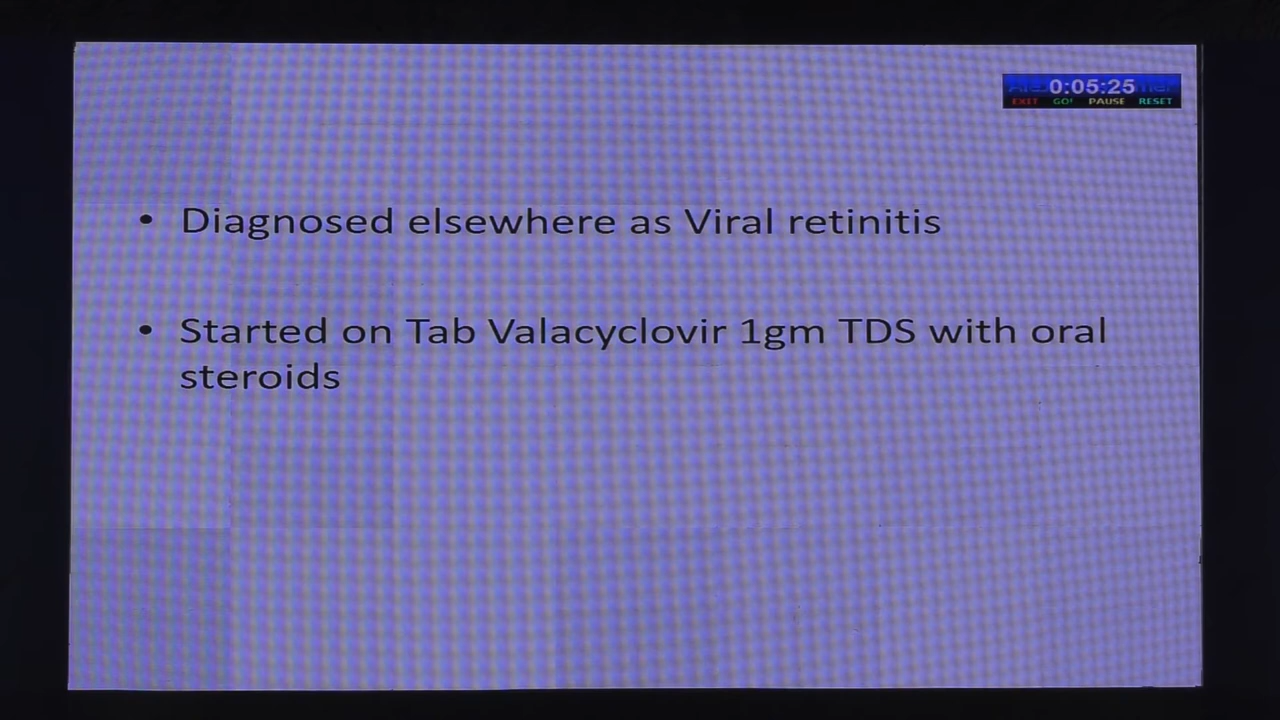 0:05:25
EXIT GO! PAUSE RESET
• Diagnosed elsewhere as Viral retinitis
• Started on Tab Valacyclovir 1gm TDS with oral
steroids